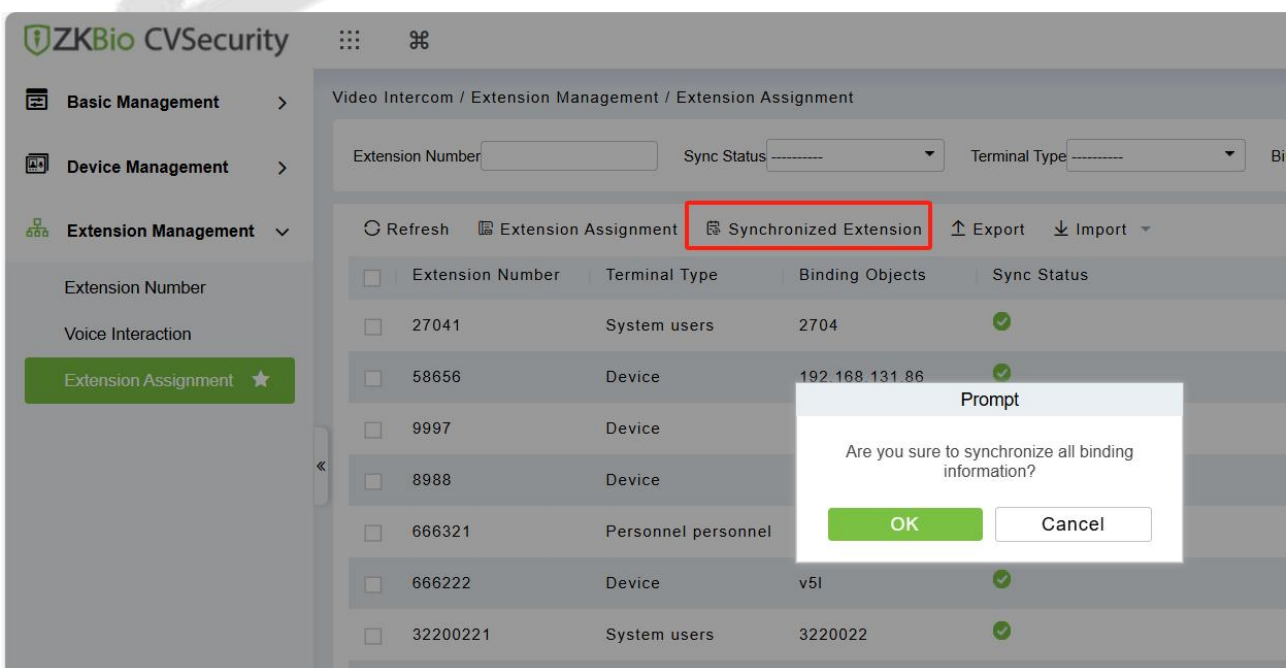 ZKBio CVSecurity
Basic Management
Device Management
Extension Management
Extension Number
Voice Interaction
Extension Assignment
Video Intercom / Extension Management / Extension Assignment
Extension Number Sync Status ---------- Terminal Type ---------- Bi
Refresh Extension Assignment Synchronized Extension Export Import
Extension Number Terminal Type Binding Objects Sync Status
27041 System users 2704
58656 Device 192.168.131.86
9997 Device
8988 Device
666321 Personnel personnel
666222 Device v5l
32200221 System users 3220022
Prompt
Are you sure to synchronize all binding
information?
OK Cancel